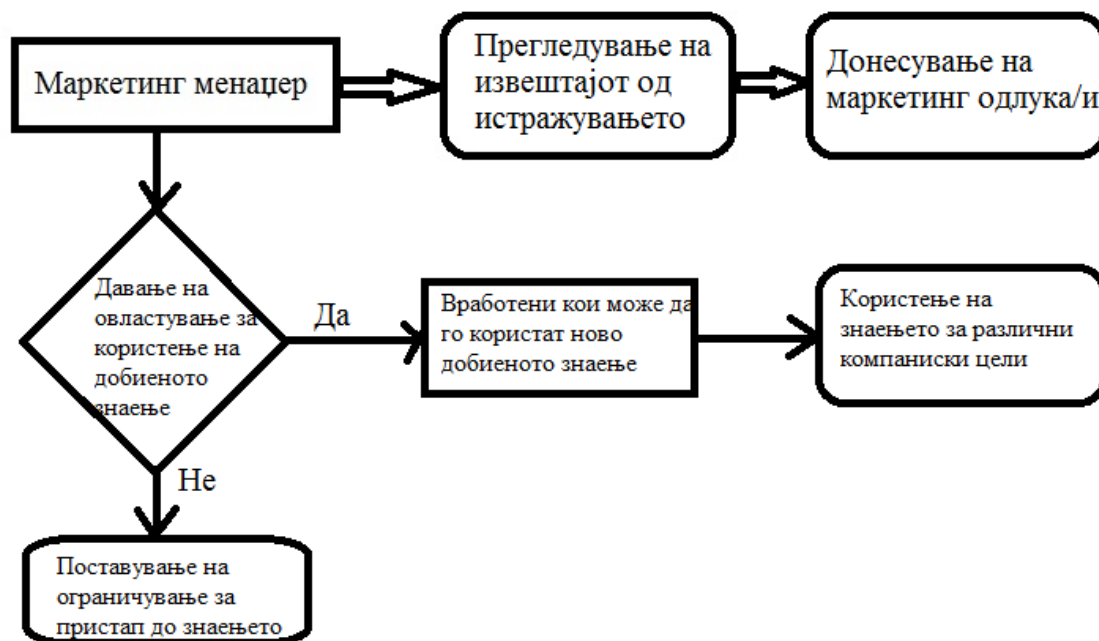 Маркетинг менаџер
Прегледување на
извештајот од
истражувањето
Донесување на
маркетинг одлука/и
Давање на
овластување за
користење на
добиеното
знаење
Да
Вработени кои може да
го користат ново
добиеното знаење
Користење на
знаењето за различни
компаниски цели
Не
Поставување на
ограничување за
пристап до знаењето